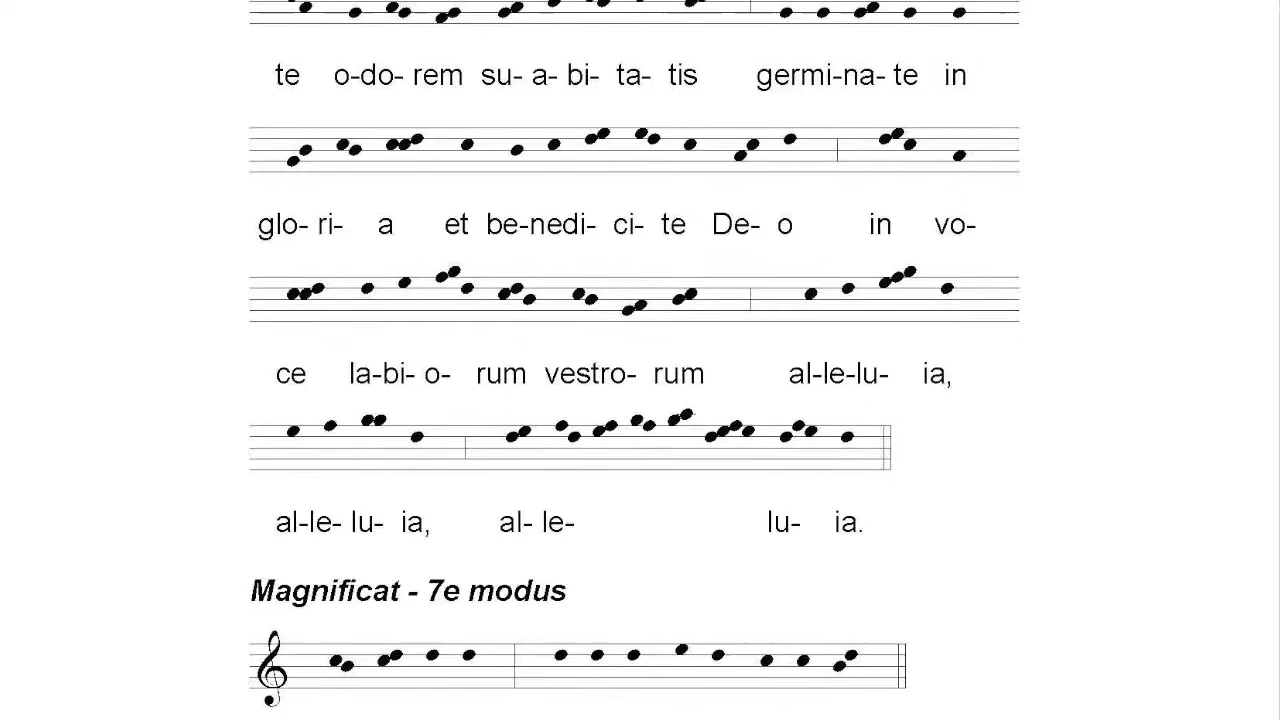 te o-do- rem su- a- bi- ta- tis germi-na- te in
glo- ri- a et be-nedi- ci- te De- o in vo-
ce la-bi- o- rum vestro- rum al-le-lu- ia,
al-le- lu- ia, al- le- lu- ia.
Magnificat - 7e modus